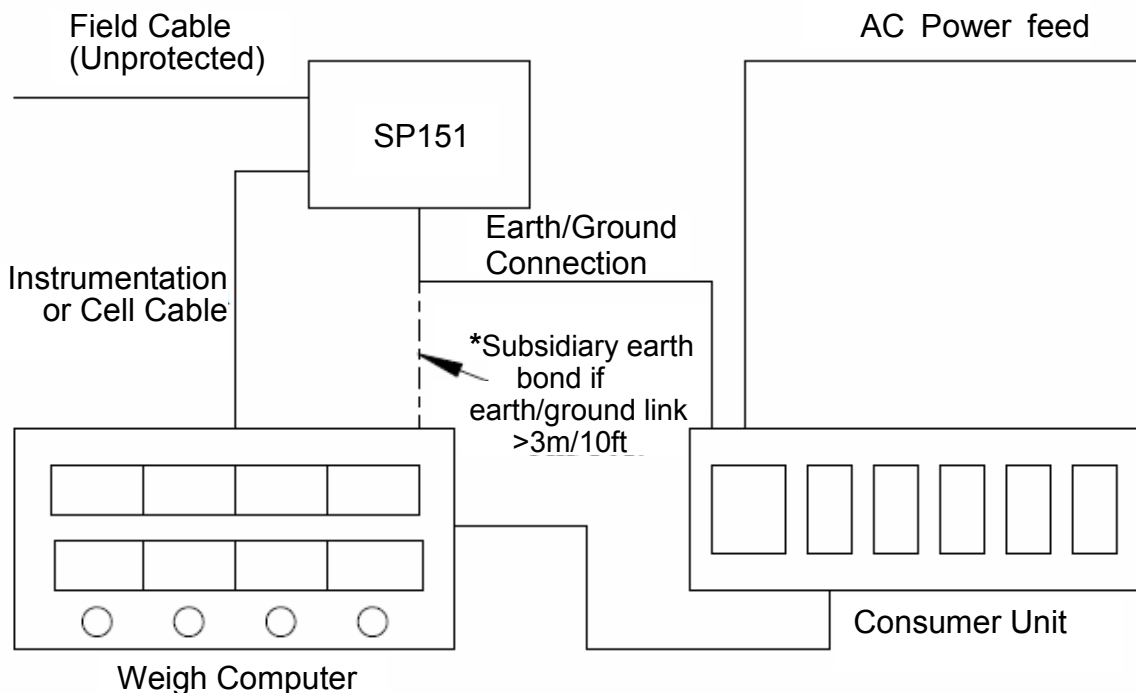 Field Cable
(Unprotected)
AC Power feed
SP151
Earth/Ground
Connection
Instrumentation
or Cell Cable
*Subsidiary earth
bond if
earth/ground link
>3m/10ft
Consumer Unit
Weigh Computer